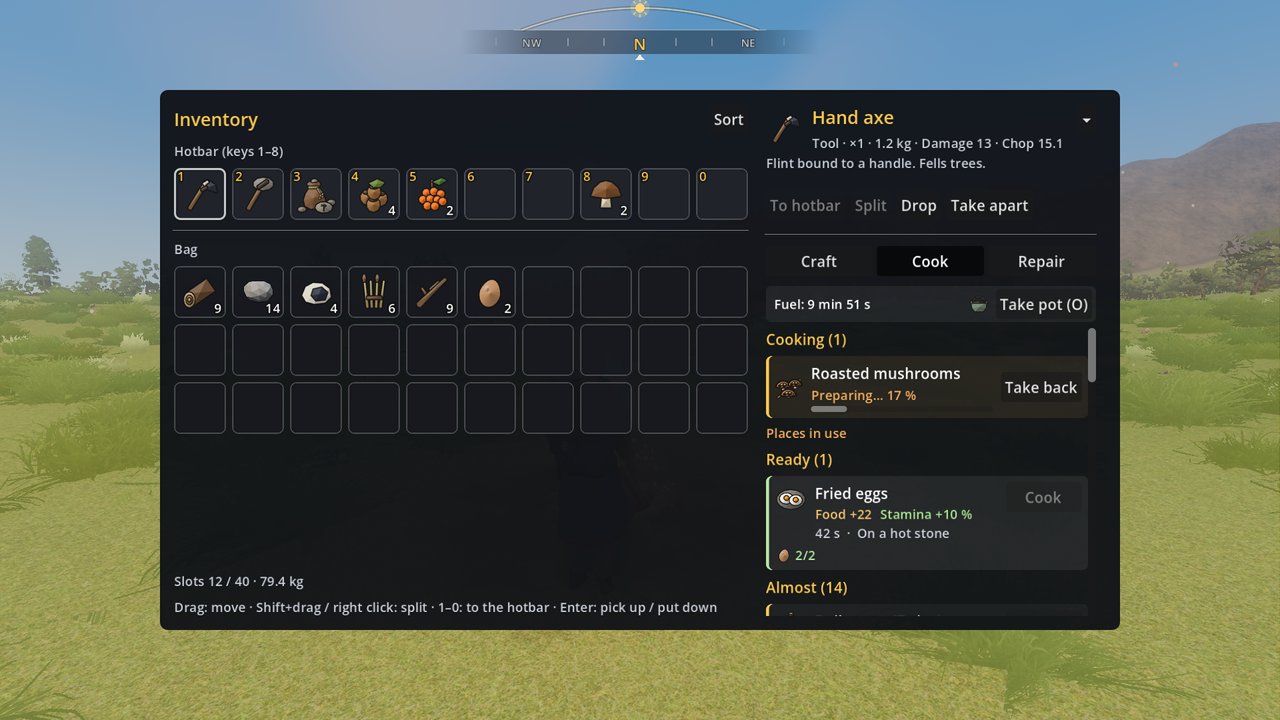 NW N NE
Inventory
Sort
Hotbar (keys 1–8)
1 2 3 4 5 6 7 8 9 0
4 2 2
Bag
9 14 4 6 9 2
Slots 12 / 40 · 79.4 kg
Drag: move · Shift+drag / right click: split · 1–0: to the hotbar · Enter: pick up / put down
Hand axe
Tool · ×1 · 1.2 kg · Damage 13 · Chop 15.1
Flint bound to a handle. Fells trees.
To hotbar Split Drop Take apart
Craft Cook Repair
Fuel: 9 min 51 s
Take pot (O)
Cooking (1)
Roasted mushrooms
Preparing... 17 %
Take back
Places in use
Ready (1)
Fried eggs
Cook
Food +22 Stamina +10 %
42 s · On a hot stone
2/2
Almost (14)